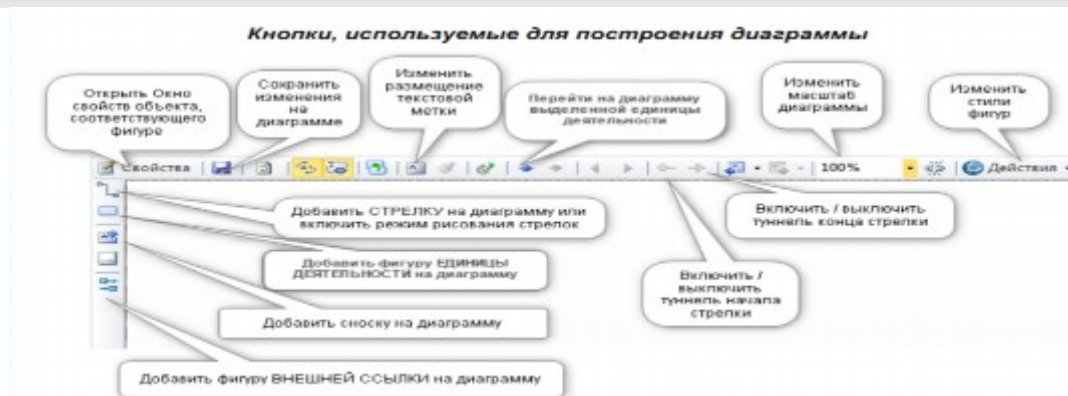 Кнопки, используемые для построения диаграммы
Открыть Окно
свойств объекта,
соответствующего
фигуре
Сохранить
изменения
на
диаграмме
Изменить
размещение
текстовой
метки
Перейти на диаграмму
выделенной единицы
деятельности
Изменить
масштаб
диаграммы
Изменить
стили
фигур
Свойства
100%
Действия
Добавить СТРЕЛКУ на диаграмму или
включить режим рисования стрелок
Включить / выключить
туннель конца стрелки
Добавить фигуру ЕДИНИЦЫ
ДЕЯТЕЛЬНОСТИ на диаграмму
Включить /
выключить
туннель начала
стрелки
Добавить сноску на диаграмму
Добавить фигуру ВНЕШНЕЙ ССЫЛКИ на диаграмму